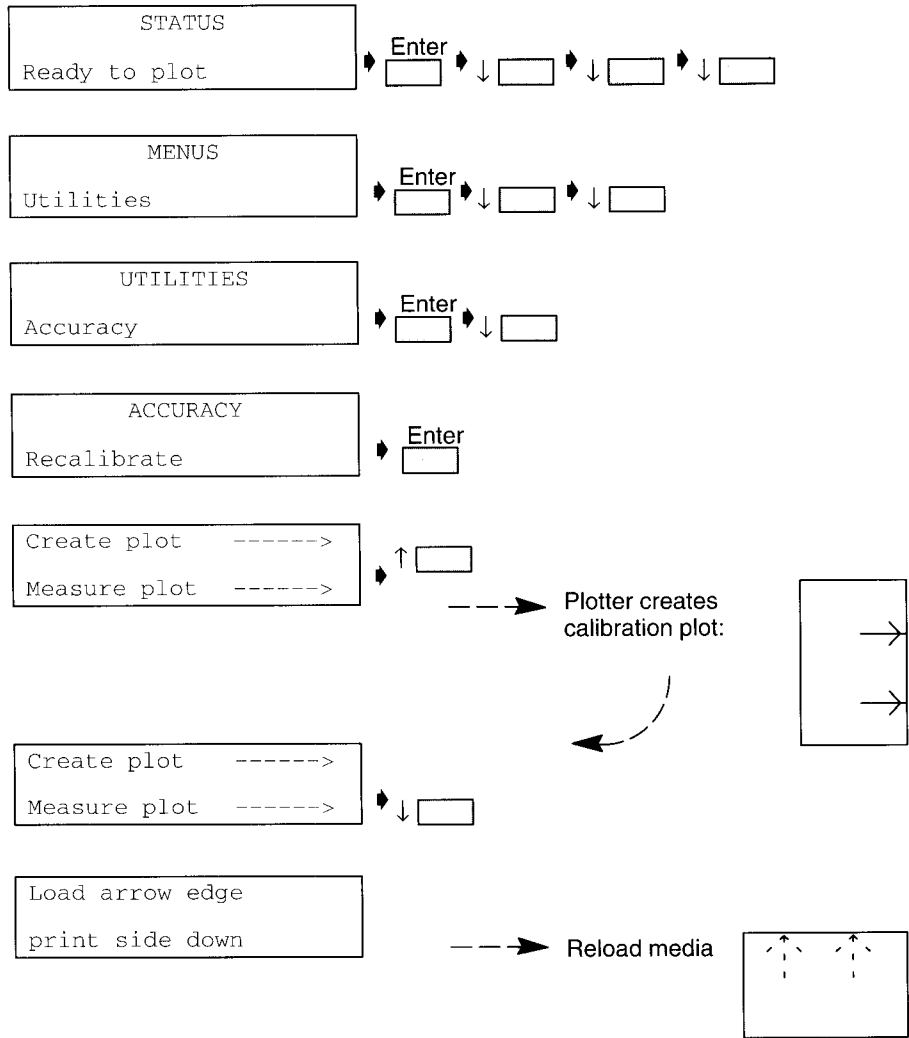 STATUS
Ready to plot
Enter
↓ ↓ ↓
MENUS
Utilities
Enter
↓ ↓
UTILITIES
Accuracy
Enter
↓
ACCURACY
Recalibrate
Enter
Create plot ------>
Measure plot ------>
↑
Plotter creates
calibration plot:
Create plot ------>
Measure plot ------>
↓
Load arrow edge
print side down
Reload media